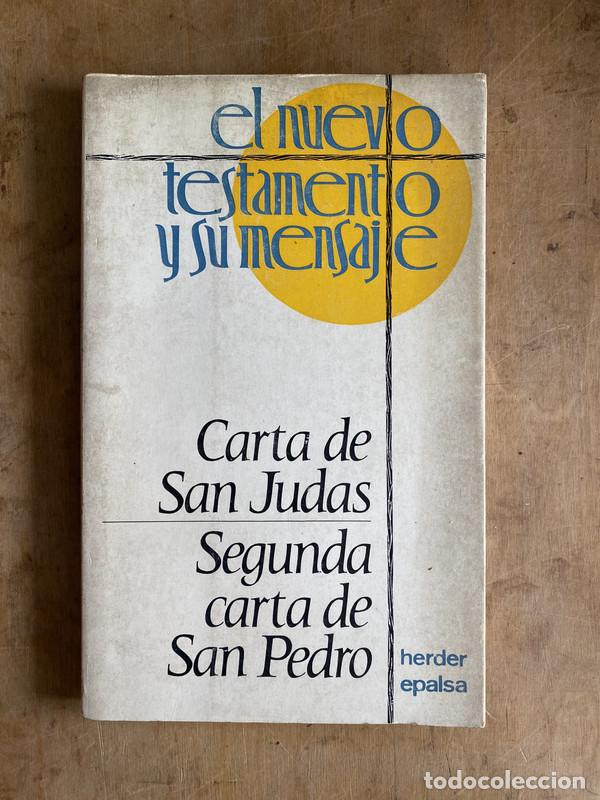 el nuevo
testamento
y su mensaje
Carta de
San Judas
Segunda
carta de
San Pedro
herder
epalsa
todocoleccion